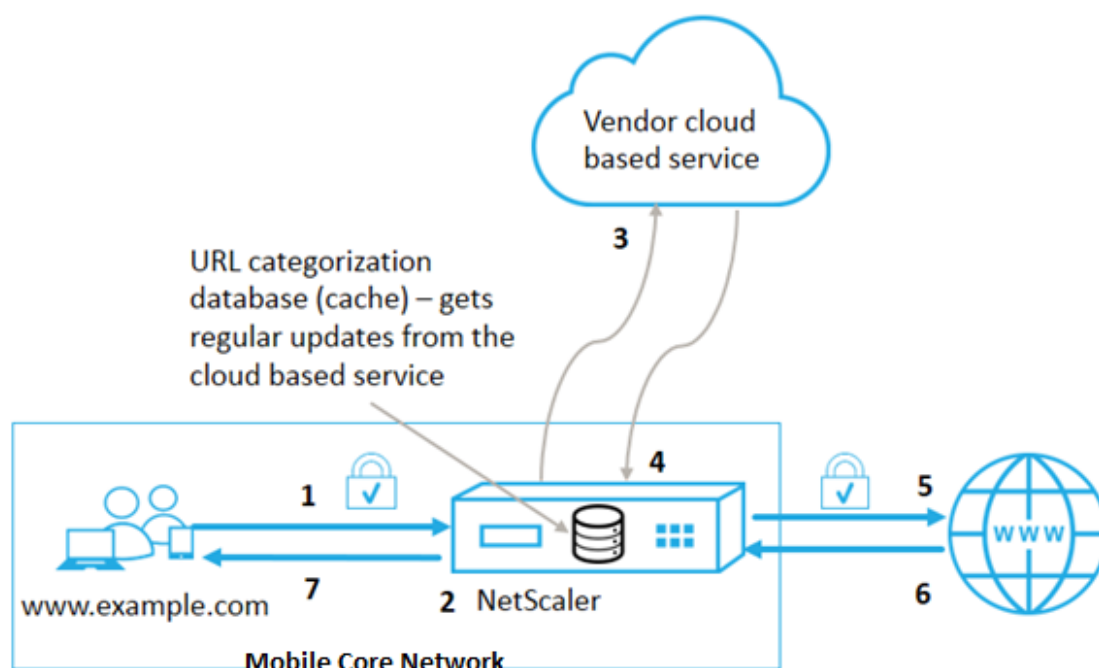 Vendor cloud
based service
3
URL categorization
database (cache) – gets
regular updates from the
cloud based service
4
1
5
www
7
2
NetScaler
6
www.example.com
Mobile Core Network